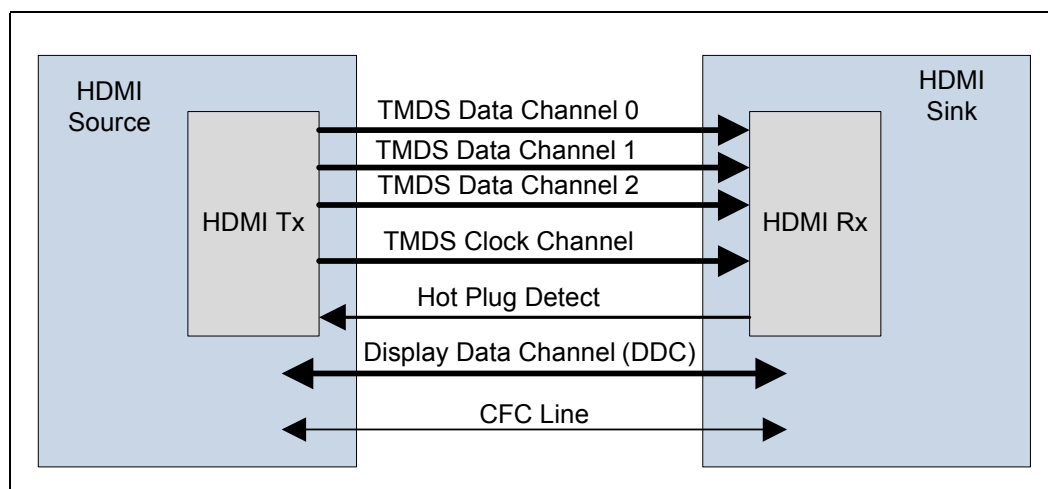 HDMI
Source
HDMI
Sink
TMDS Data Channel 0
TMDS Data Channel 1
TMDS Data Channel 2
HDMI Tx
HDMI Rx
TMDS Clock Channel
Hot Plug Detect
Display Data Channel (DDC)
CFC Line